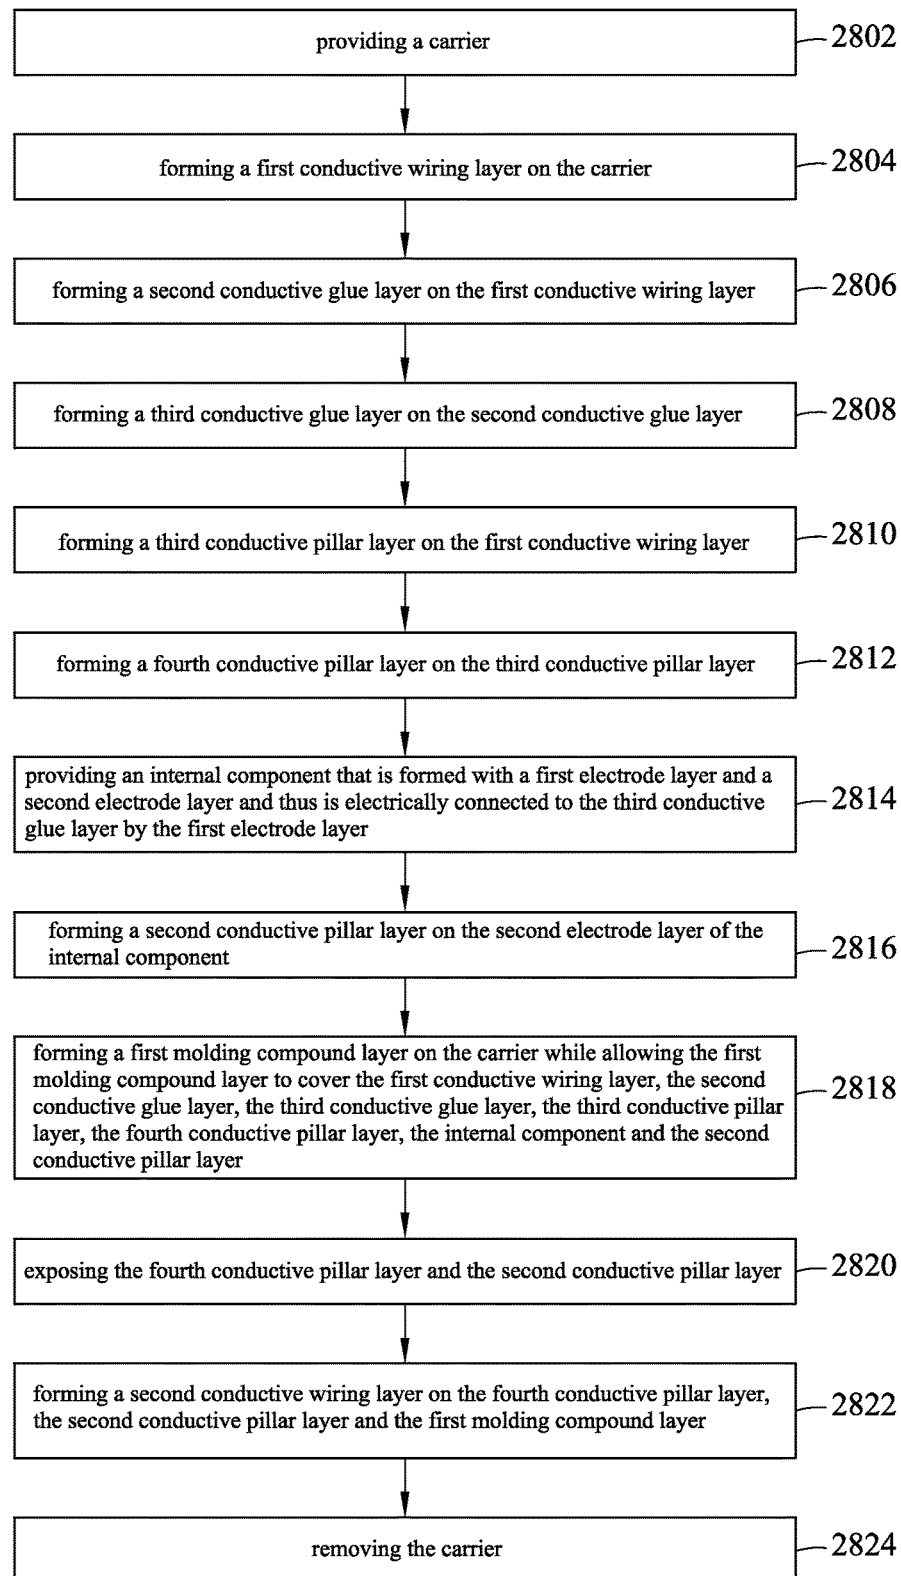 providing a carrier
2802
forming a first conductive wiring layer on the carrier
2804
forming a second conductive glue layer on the first conductive wiring layer
2806
forming a third conductive glue layer on the second conductive glue layer
2808
forming a third conductive pillar layer on the first conductive wiring layer
2810
forming a fourth conductive pillar layer on the third conductive pillar layer
2812
providing an internal component that is formed with a first electrode layer and a
second electrode layer and thus is electrically connected to the third conductive
glue layer by the first electrode layer
2814
forming a second conductive pillar layer on the second electrode layer of the
internal component
2816
forming a first molding compound layer on the carrier while allowing the first
molding compound layer to cover the first conductive wiring layer, the second
conductive glue layer, the third conductive glue layer, the third conductive pillar
layer, the fourth conductive pillar layer, the internal component and the second
conductive pillar layer
2818
exposing the fourth conductive pillar layer and the second conductive pillar layer
2820
forming a second conductive wiring layer on the fourth conductive pillar layer,
the second conductive pillar layer and the first molding compound layer
2822
removing the carrier
2824